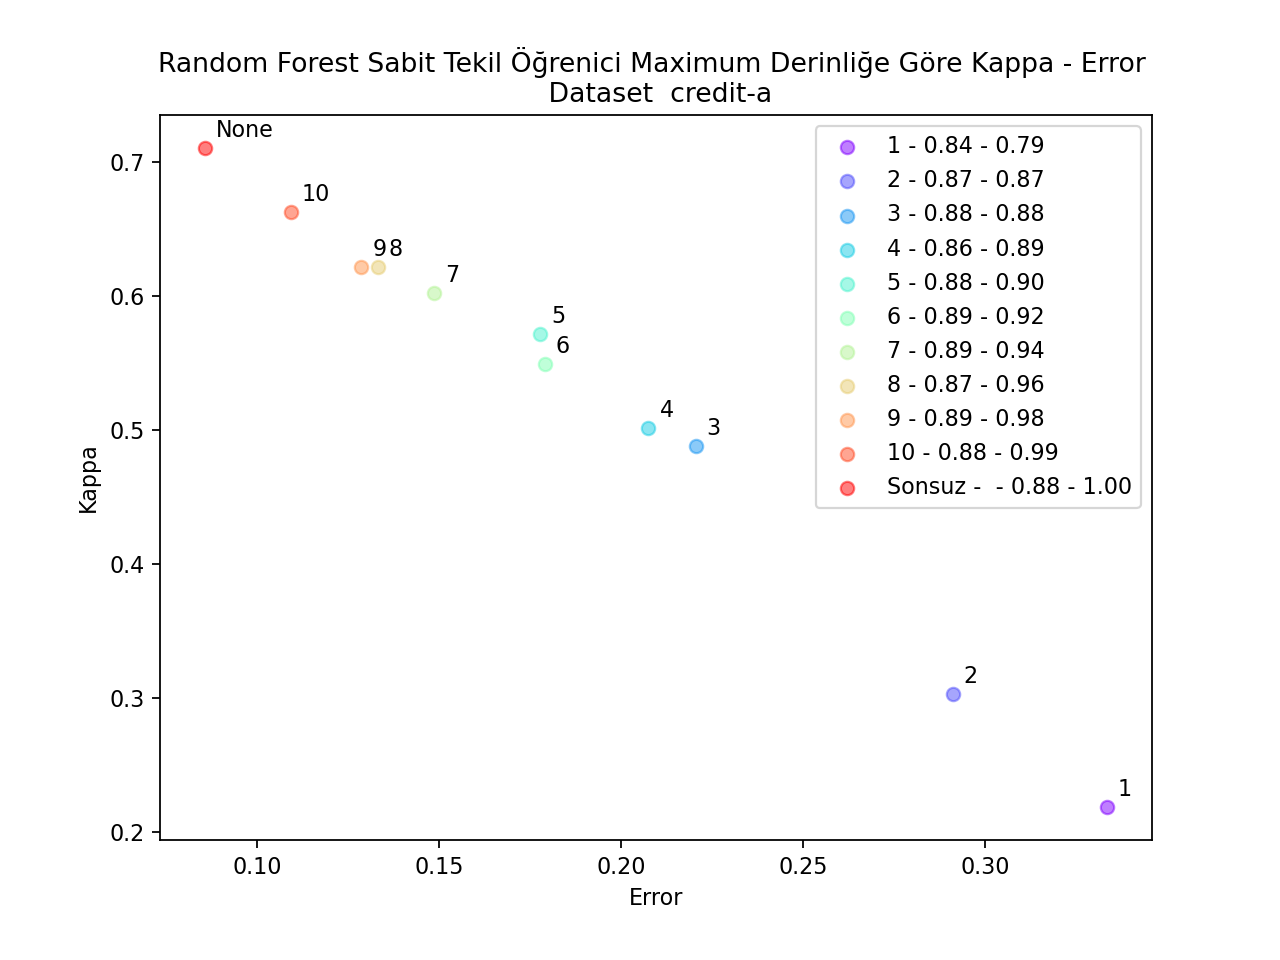 Random Forest Sabit Tekil Öğrenici Maximum Derinliğe Göre Kappa - Error
Dataset  credit-a
None
10
9
8
7
5
6
4
3
2
1
1 - 0.84 - 0.79
2 - 0.87 - 0.87
3 - 0.88 - 0.88
4 - 0.86 - 0.89
5 - 0.88 - 0.90
6 - 0.89 - 0.92
7 - 0.89 - 0.94
8 - 0.87 - 0.96
9 - 0.89 - 0.98
10 - 0.88 - 0.99
Sonsuz -  - 0.88 - 1.00
Kappa
0.7
0.6
0.5
0.4
0.3
0.2
0.10 0.15 0.20 0.25 0.30
Error